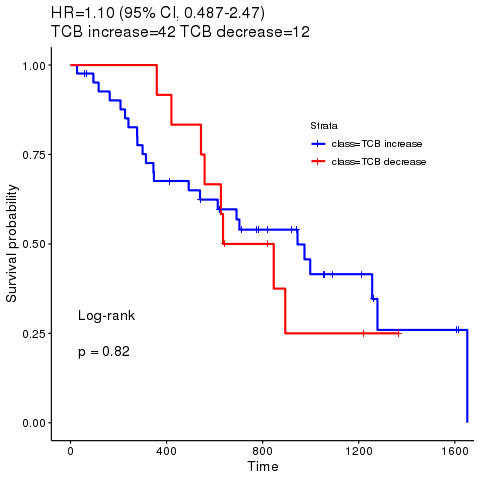 HR=1.10 (95% CI, 0.487-2.47)
TCB increase=42 TCB decrease=12
1.00
0.75
0.50
0.25
0.00
Survival probability
Strata
class=TCB increase
class=TCB decrease
Log-rank
p = 0.82
0
400
800
1200
1600
Time